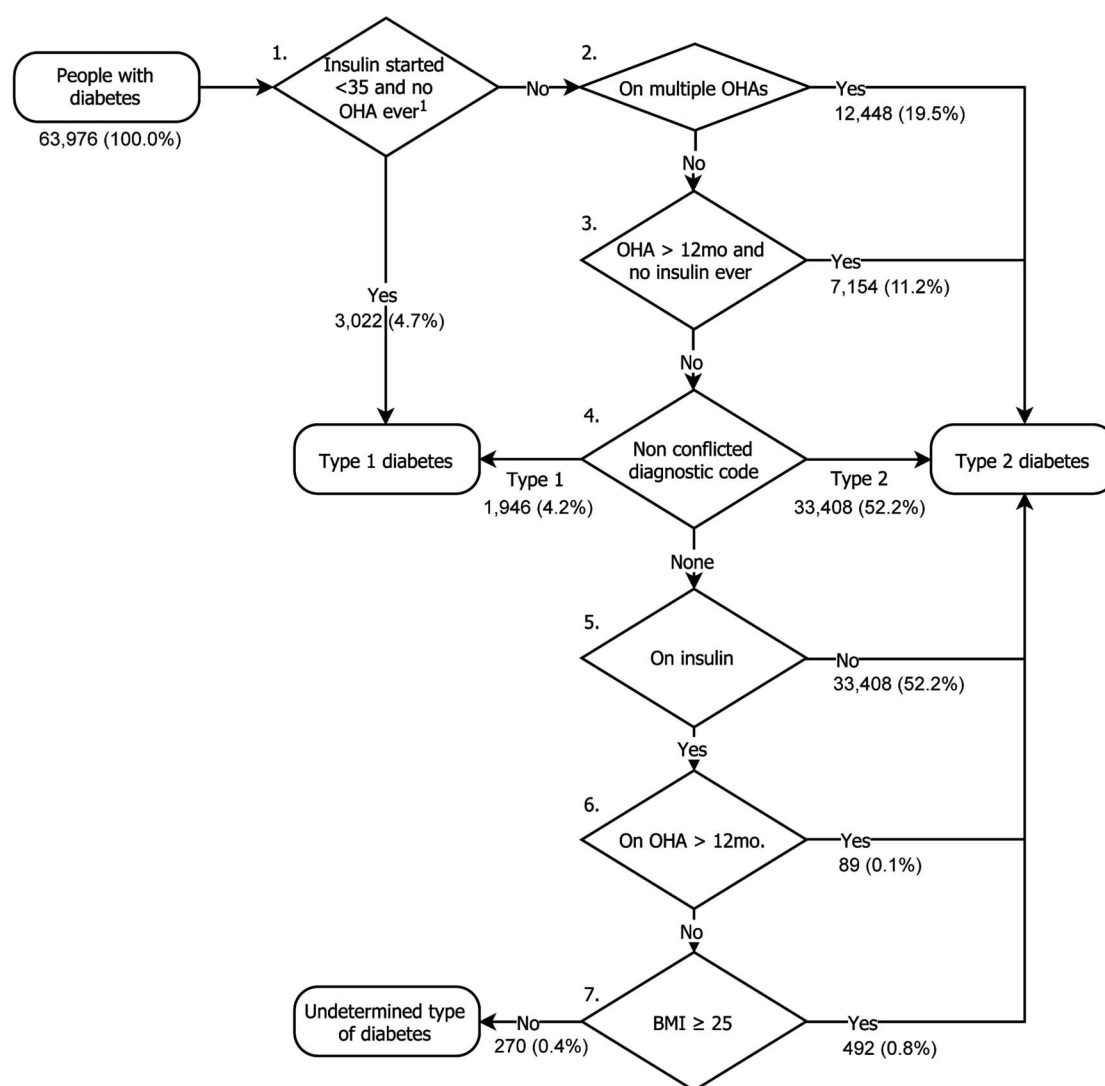 1.
People with
diabetes
63,976 (100.0%)
Insulin started
<35 and no
OHA ever1
No
2.
On multiple OHAs
Yes
12,448 (19.5%)
No
3.
OHA > 12mo and
no insulin ever
Yes
7,154 (11.2%)
Yes
3,022 (4.7%)
No
4.
Type 1 diabetes
Non conflicted
diagnostic code
Type 2 diabetes
Type 1
1,946 (4.2%)
Type 2
33,408 (52.2%)
None
5.
On insulin
No
33,408 (52.2%)
Yes
6.
On OHA > 12mo.
Yes
89 (0.1%)
No
7.
Undetermined type
of diabetes
No
270 (0.4%)
BMI ≥ 25
Yes
492 (0.8%)